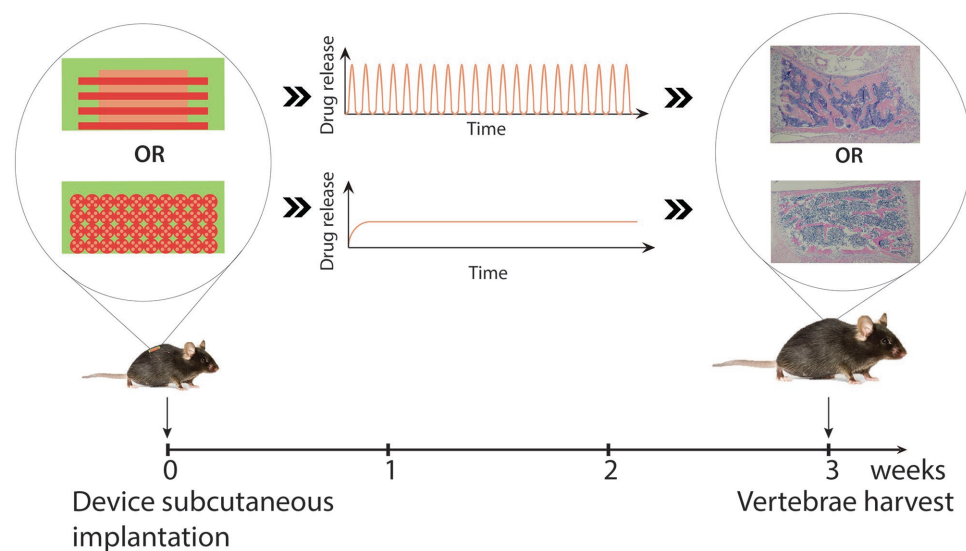 OR
Drug release
Time
Drug release
Time
OR
0
1
2
3
weeks
Device subcutaneous
implantation
Vertebrae harvest